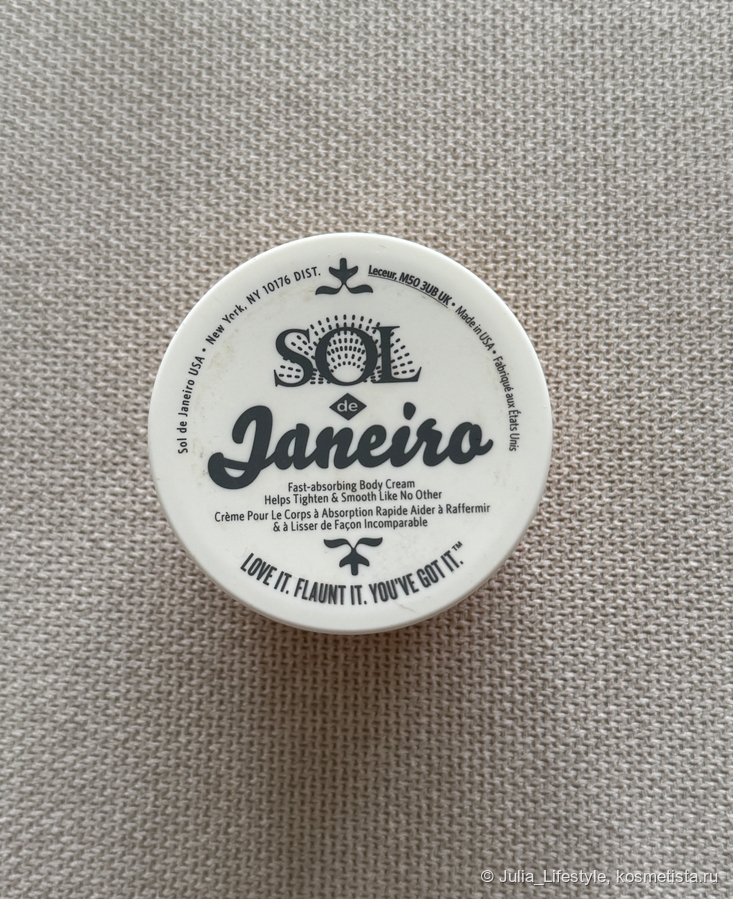 Sol de Janeiro USA • New York, NY 10176 DIST.
Leceur, M50 3UB UK • Made in USA • Fabriqué aux États Unis
SOL
de
Janeiro
Fast-absorbing Body Cream
Helps Tighten & Smooth Like No Other
Crème Pour Le Corps à Absorption Rapide Aider à Raffermir
& à Lisser de Façon Incomparable
LOVE IT. FLAUNT IT. YOU'VE GOT IT.™
© Julia_Lifestyle, kosmetista.ru